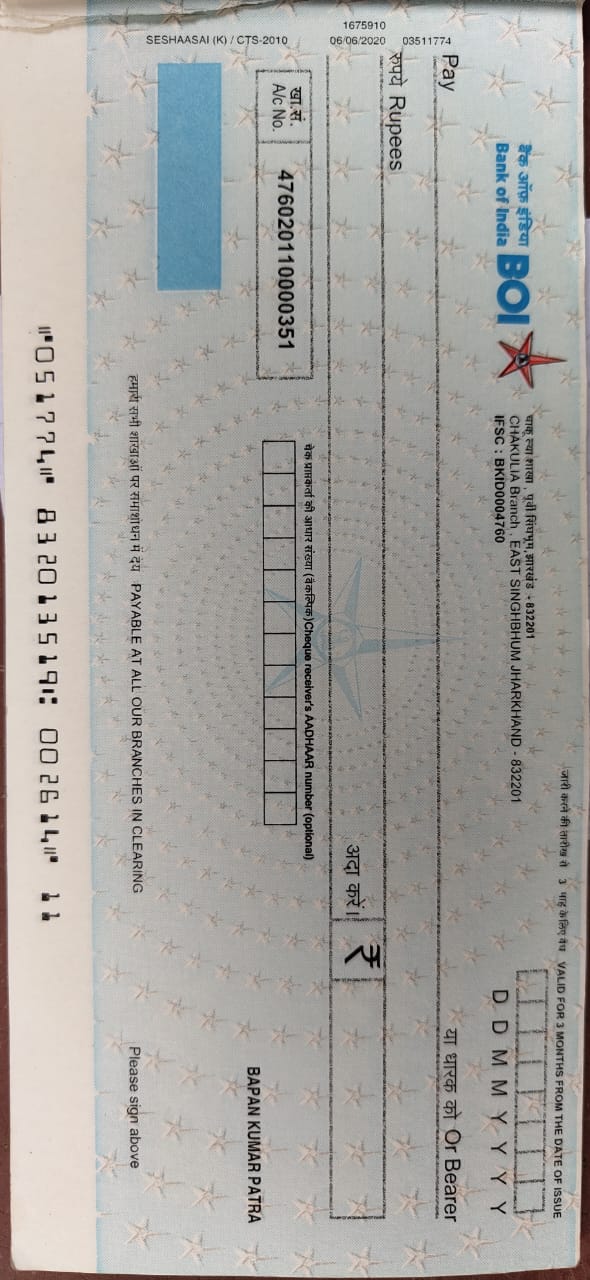 जारी करने की तारीख से 3 माह के लिए वैध VALID FOR 3 MONTHS FROM THE DATE OF ISSUE
बैंक ऑफ़ इंडिया
Bank of India
BOI
चाकुल्या शाखा , पूर्वी सिंघभूम,झारखंड - 832201
CHAKULIA Branch , EAST SINGHBHUM JHARKHAND - 832201
IFSC : BKID0004760
D D M M Y Y Y Y
Pay
या धारक को Or Bearer
रुपये Rupees
अदा करें।
₹
1675910
06/06/2020 03511774
SESHAASAI (K) / CTS-2010
खा.सं.
A/c No.
476020110000351
चेक प्राप्तकर्ता की आधार संख्या (वैकल्पिक)Cheque receiver's AADHAAR number (optional)
BAPAN KUMAR PATRA
हमारी सभी शाखाओं पर समाशोधन में देय PAYABLE AT ALL OUR BRANCHES IN CLEARING
Please sign above
⑈051774⑈ 832013519⑆ 002614⑈ 11